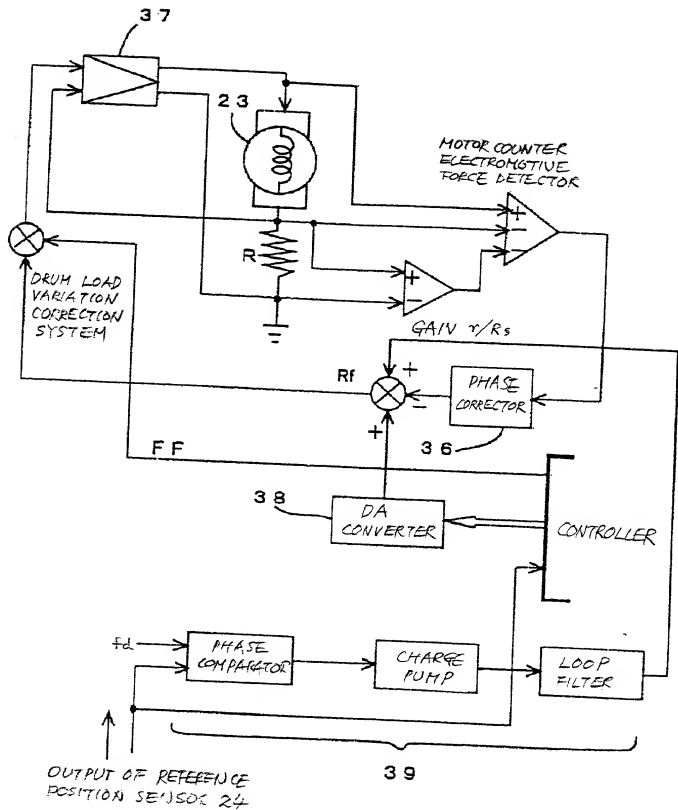 37
23
MOTOR COUNTER
ELECTROMOTIVE
FORCE DETECTOR
+
-
-
R
+
-
DRUM LOAD
VARIATION
CORRECTION
SYSTEM
GAIN r/Rs
Rf
+
-
+
PHASE
CORRECTOR
36
FF
38
DA
CONVERTER
CONTROLLER
fd
PHASE
COMPARATOR
CHARGE
PUMP
LOOP
FILTER
39
OUTPUT OF REFERENCE
POSITION SENSOR 24